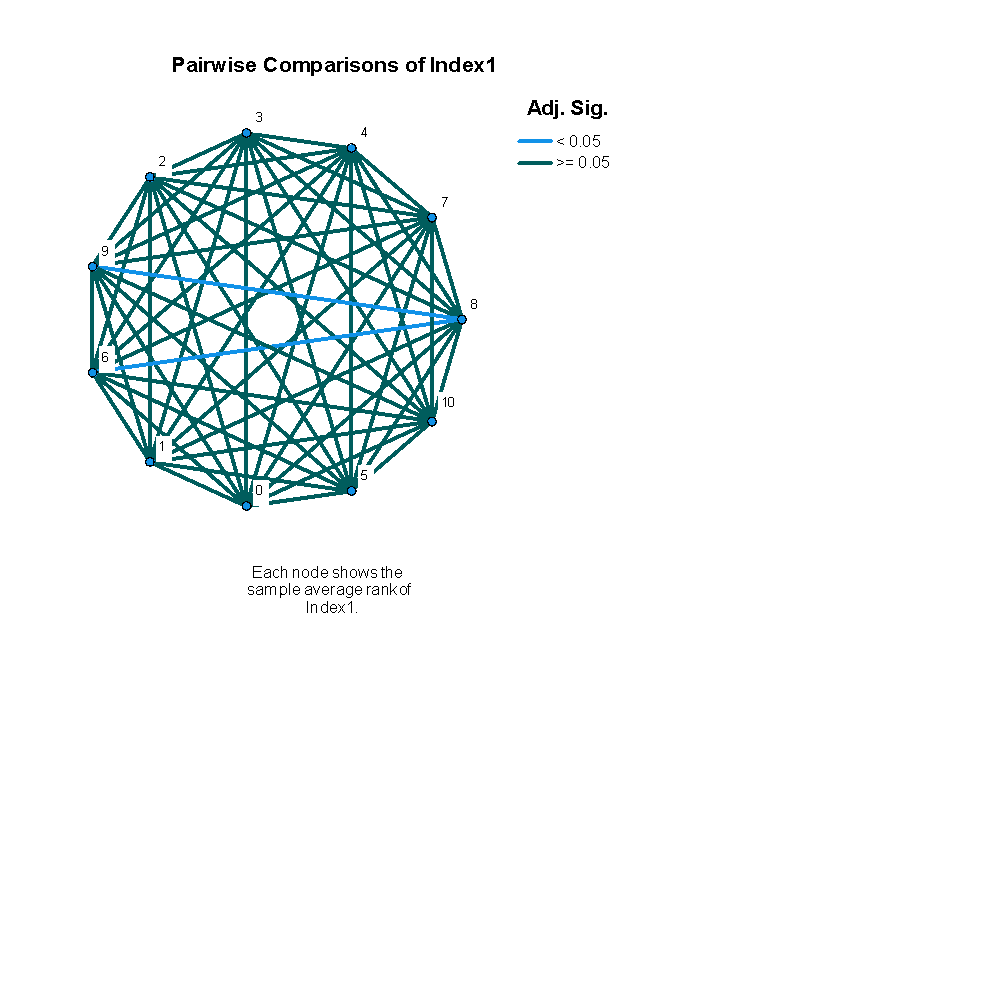 Pairwise Comparisons of Index1
Adj. Sig.
< 0.05
>= 0.05
3
4
2
7
9
8
6
10
1
5
0
Each node shows the
sample average rank of
Index1.